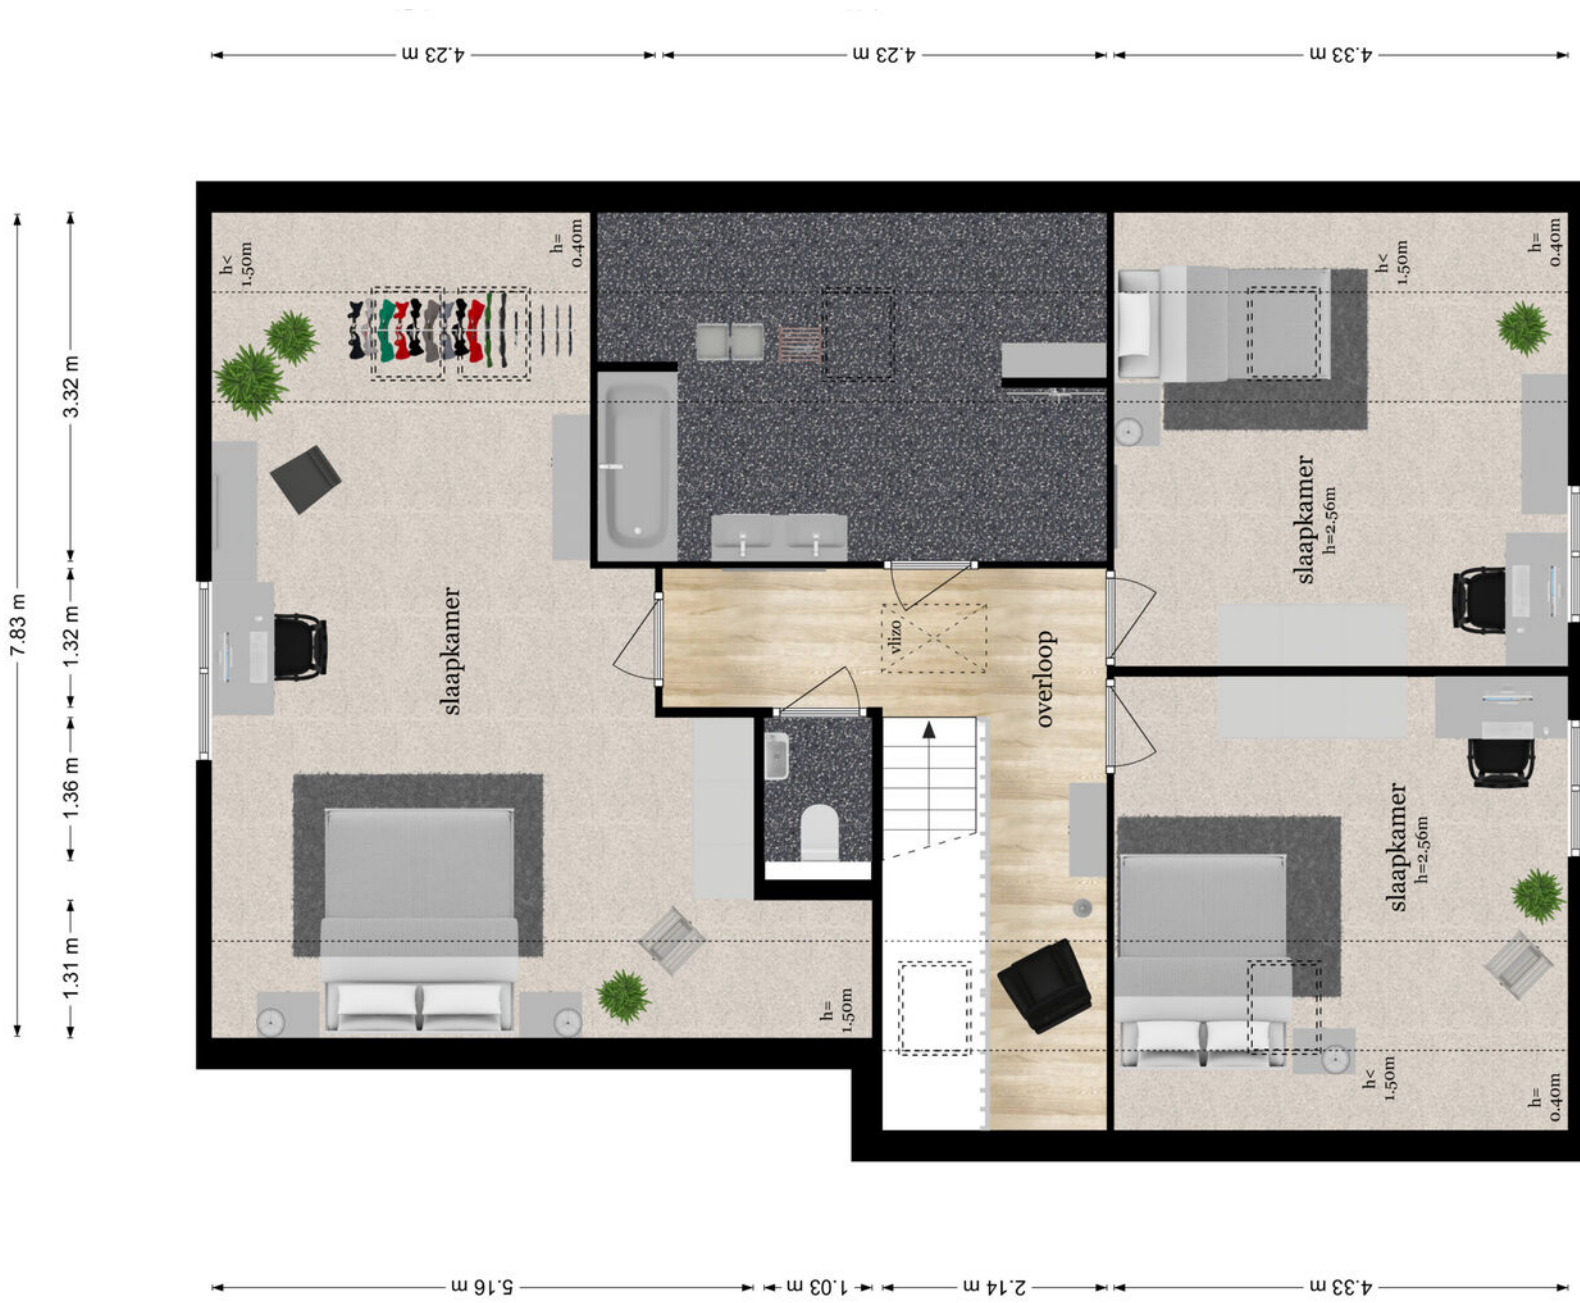 4.23 m
4.23 m
4.33 m
7.83 m
3.32 m
1.32 m
1.36 m
1.31 m
h<
1.50m
h=
0.40m
h<
1.50m
h=
0.40m
slaapkamer
slaapkamer
h=2.56m
vlizo
overloop
slaapkamer
h=2.56m
h=
1.50m
h<
1.50m
h=
0.40m
5.16 m
1.03 m
2.14 m
4.33 m